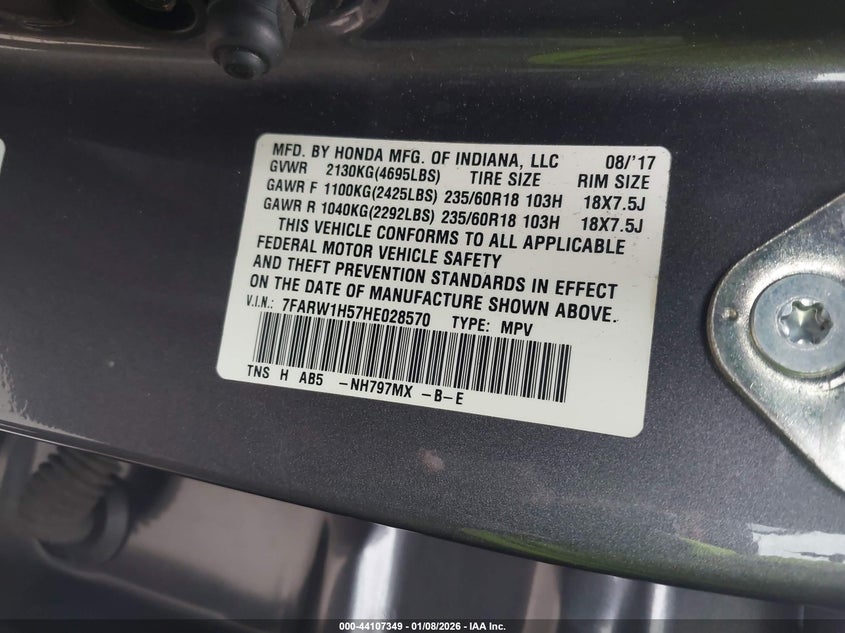 MFD. BY HONDA MFG. OF INDIANA, LLC 08/'17
GVWR 2130KG(4695LBS) TIRE SIZE RIM SIZE
GAWR F 1100KG(2425LBS) 235/60R18 103H 18X7.5J
GAWR R 1040KG(2292LBS) 235/60R18 103H 18X7.5J
THIS VEHICLE CONFORMS TO ALL APPLICABLE
FEDERAL MOTOR VEHICLE SAFETY
AND THEFT PREVENTION STANDARDS IN EFFECT
ON THE DATE OF MANUFACTURE SHOWN ABOVE.
V.I.N.: 7FARW1H57HE028570 TYPE: MPV
TNS H AB5 -NH797MX -B-E
000-44107349 | 01/08/2026 - IAA Inc.